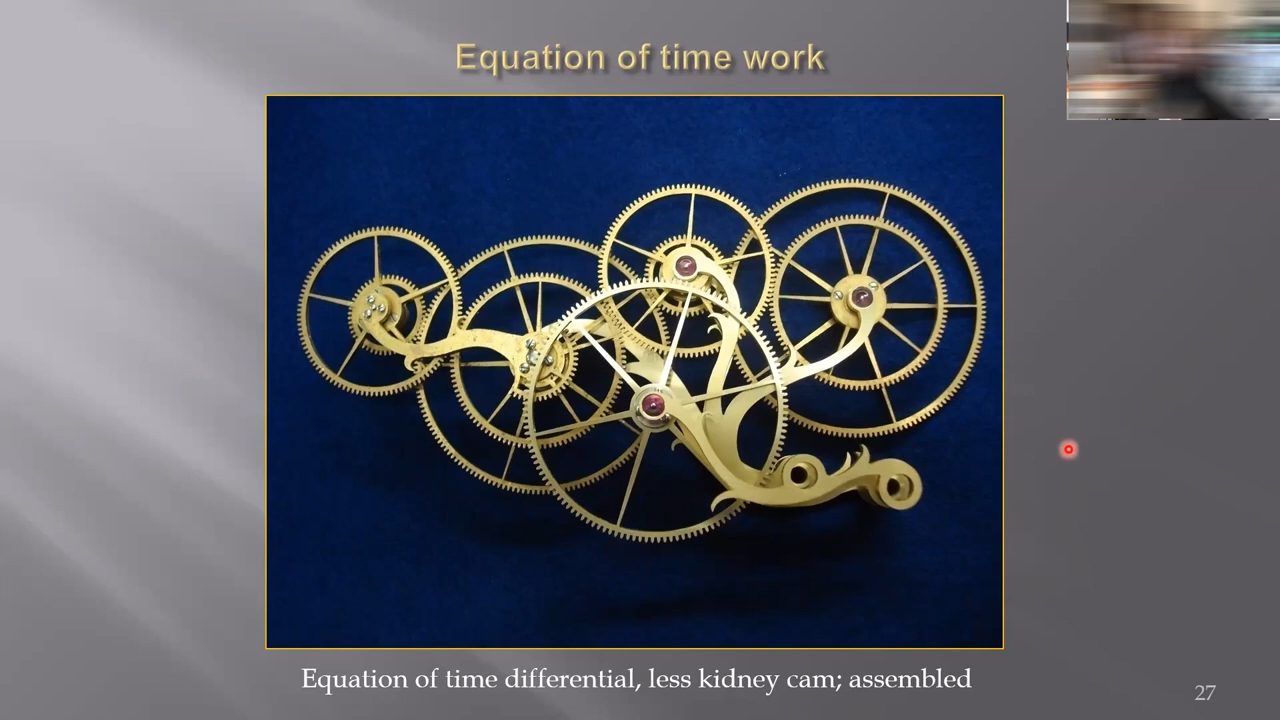 Equation of time work
Equation of time differential, less kidney cam; assembled
27